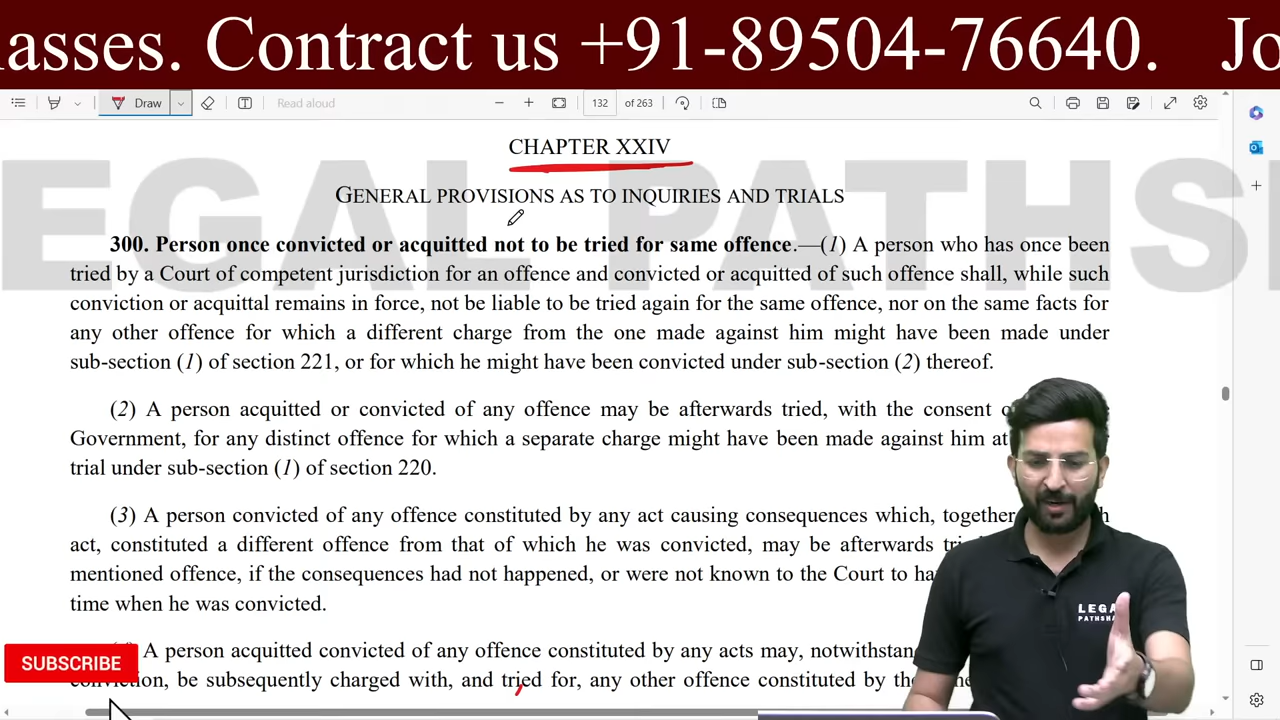 asses. Contract us +91-89504-76640. Jo
Draw
Read aloud
132 of 263
CHAPTER XXIV
EGAL PATHS
GENERAL PROVISIONS AS TO INQUIRIES AND TRIALS
300. Person once convicted or acquitted not to be tried for same offence.—(1) A person who has once been
tried by a Court of competent jurisdiction for an offence and convicted or acquitted of such offence shall, while such
conviction or acquittal remains in force, not be liable to be tried again for the same offence, nor on the same facts for
any other offence for which a different charge from the one made against him might have been made under
sub-section (1) of section 221, or for which he might have been convicted under sub-section (2) thereof.
(2) A person acquitted or convicted of any offence may be afterwards tried, with the consent
Government, for any distinct offence for which a separate charge might have been made against him at
trial under sub-section (1) of section 220.
(3) A person convicted of any offence constituted by any act causing consequences which, together
act, constituted a different offence from that of which he was convicted, may be afterwards
mentioned offence, if the consequences had not happened, or were not known to the Court to
time when he was convicted.
A person acquitted convicted of any offence constituted by any acts may,
conviction, be subsequently charged with, and tried for, any other offence constituted by
SUBSCRIBE
LEGA
PATHSHA